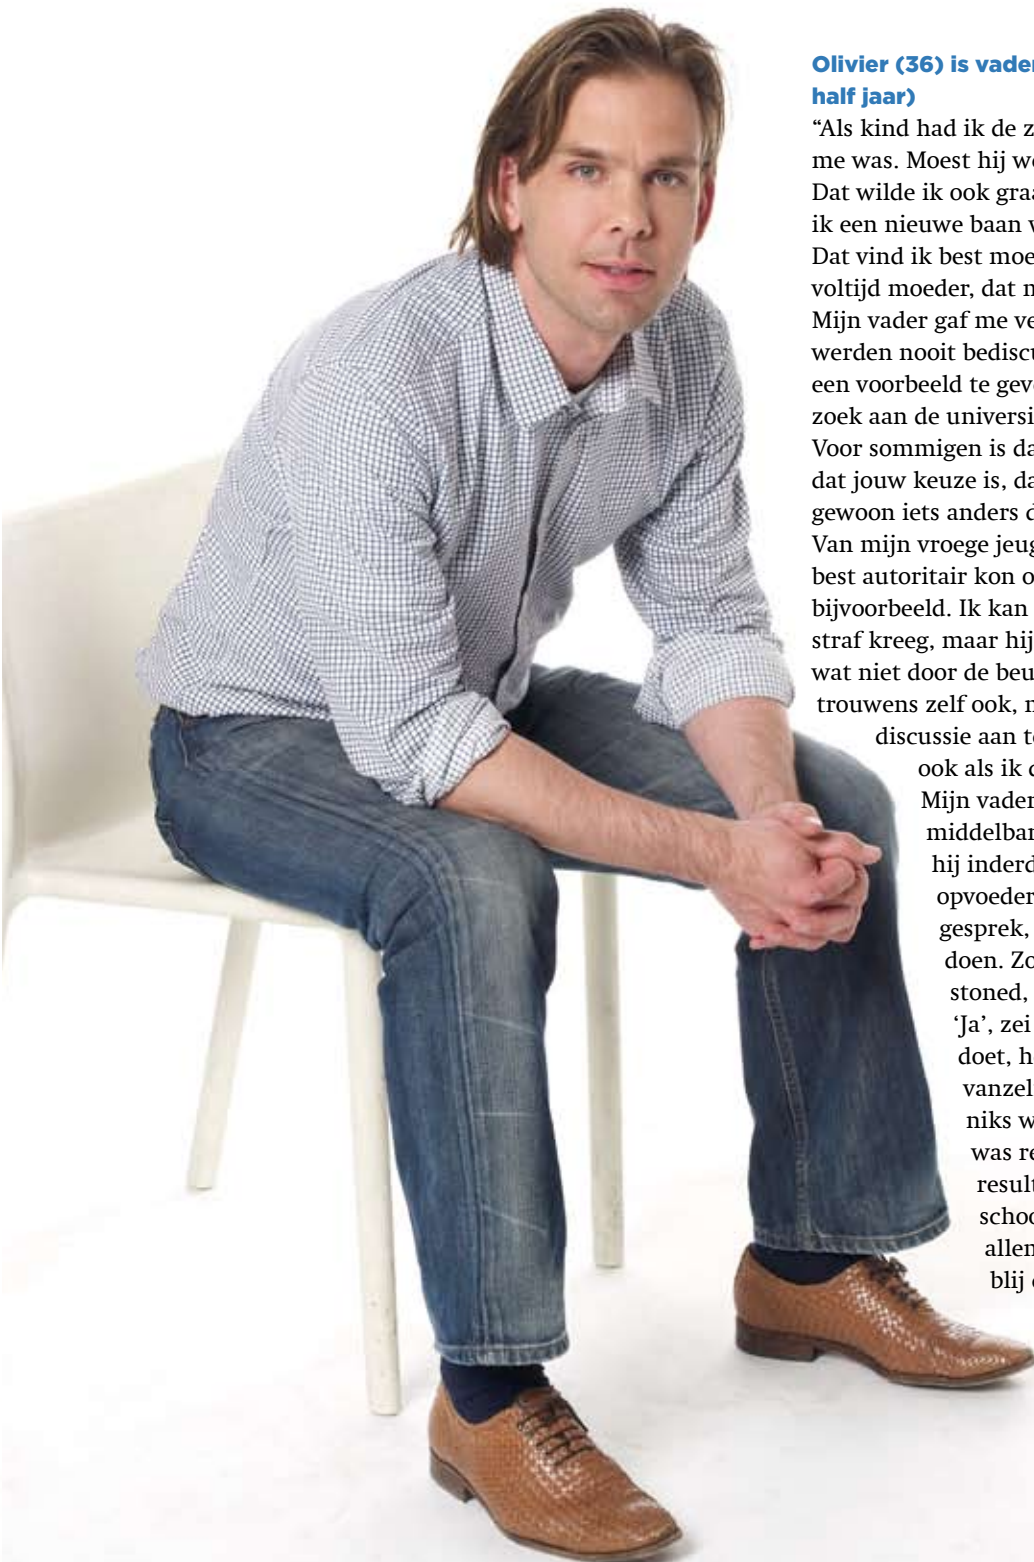 Olivier (36) is vader
half jaar)
“Als kind had ik de z
me was. Moest hij we
Dat wilde ik ook graa
ik een nieuwe baan v
Dat vind ik best moe
voltijd moeder, dat m
Mijn vader gaf me ve
werden nooit bediscu
een voorbeeld te geve
zoek aan de universi
Voor sommigen is da
dat jouw keuze is, da
gewoon iets anders d
Van mijn vroege jeug
best autoritair kon o
bijvoorbeeld. Ik kan
straf kreeg, maar hij
wat niet door de beu
trouwens zelf ook, m
discussie aan te
ook als ik d
Mijn vader
middelbar
hij inderd
opvoeder
gesprek,
doen. Zo
stoned,
‘Ja’, zei
doet, h
vanzel
niks w
was re
result
schoo
allen
blij